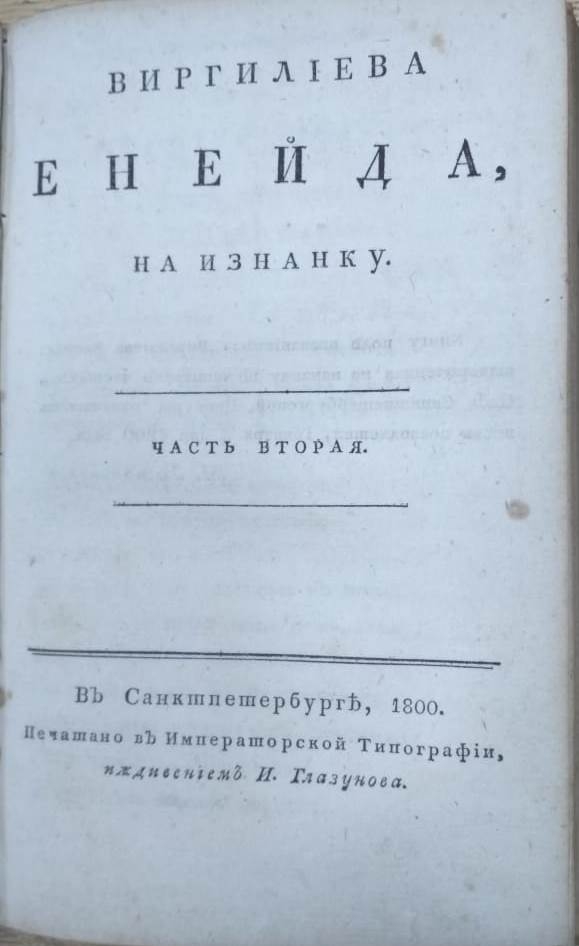 ВИРГИЛІЕВА
ЕНЕЙДА,
НА ИЗНАНКУ.
ЧАСТЬ ВТОРАЯ.
Въ Санктпетербургѣ, 1800.
Печатано въ Императорской Типографіи,
иждивеніемъ И. Глазунова.